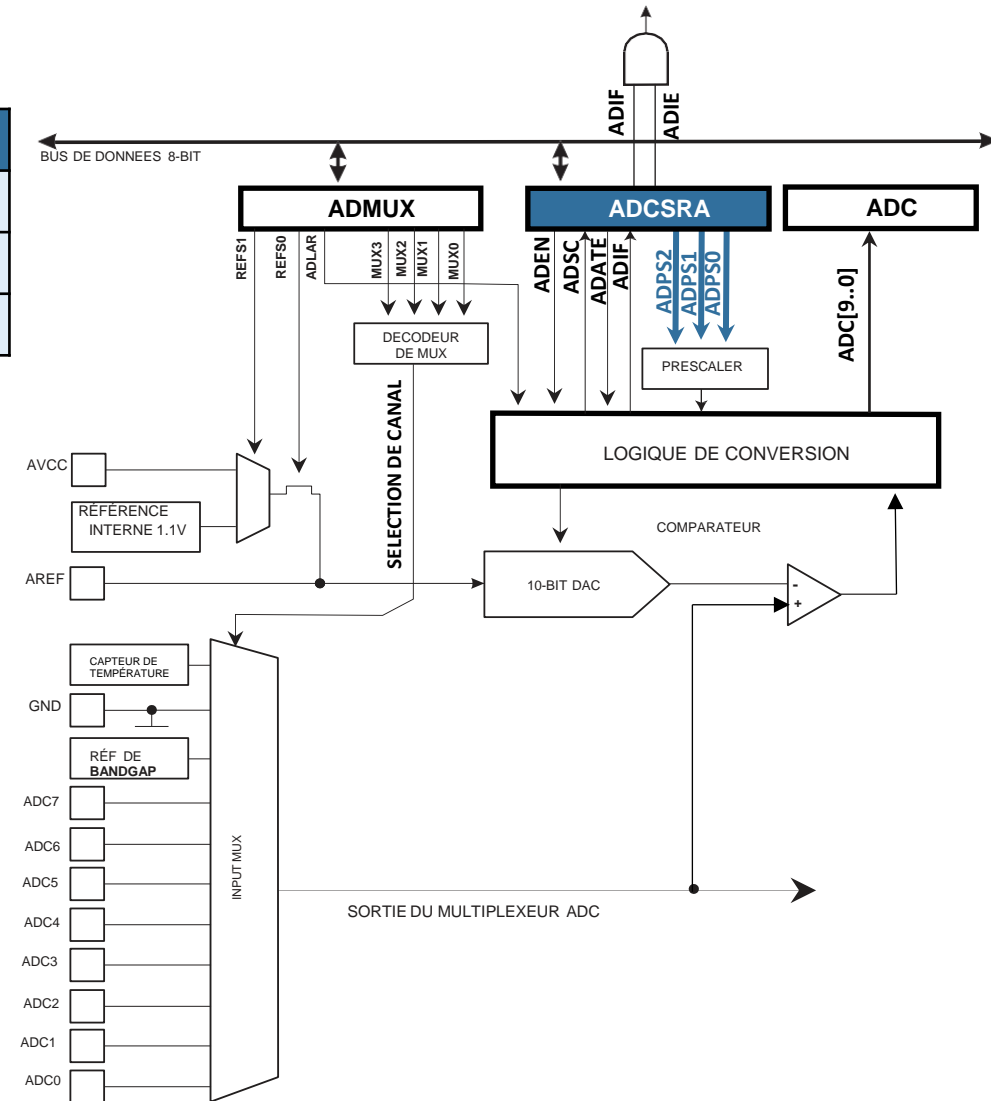 ADIF
ADIE
BUS DE DONNEES 8-BIT
ADMUX
ADCSRA
ADC
REFS1
REFS0
ADLAR
MUX3
MUX2
MUX1
MUX0
ADEN
ADSC
ADATE
ADIF
ADPS2
ADPS1
ADPS0
ADC[9..0]
DECODEUR
DE MUX
PRESCALER
SELECTION DE CANAL
LOGIQUE DE CONVERSION
AVCC
RÉFÉRENCE
INTERNE 1.1V
COMPARATEUR
AREF
10-BIT DAC
-
+
CAPTEUR DE
TEMPÉRATURE
GND
RÉF DE
BANDGAP
ADC7
ADC6
ADC5
ADC4
ADC3
ADC2
ADC1
ADC0
INPUT MUX
SORTIE DU MULTIPLEXEUR ADC